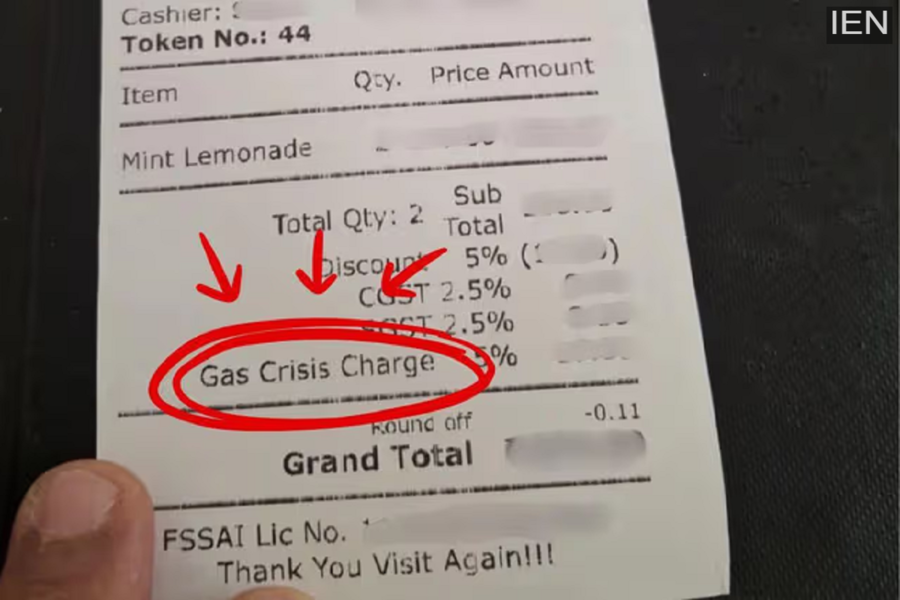 IEN
Cashier:
Token No.: 44
Item Qty. Price Amount
Mint Lemonade
Total Qty: 2 Sub Total
Discount 5% (
CGST 2.5%
SGST 2.5%
Gas Crisis Charge 5%
Round off -0.11
Grand Total
FSSAI Lic No.
Thank You Visit Again!!!